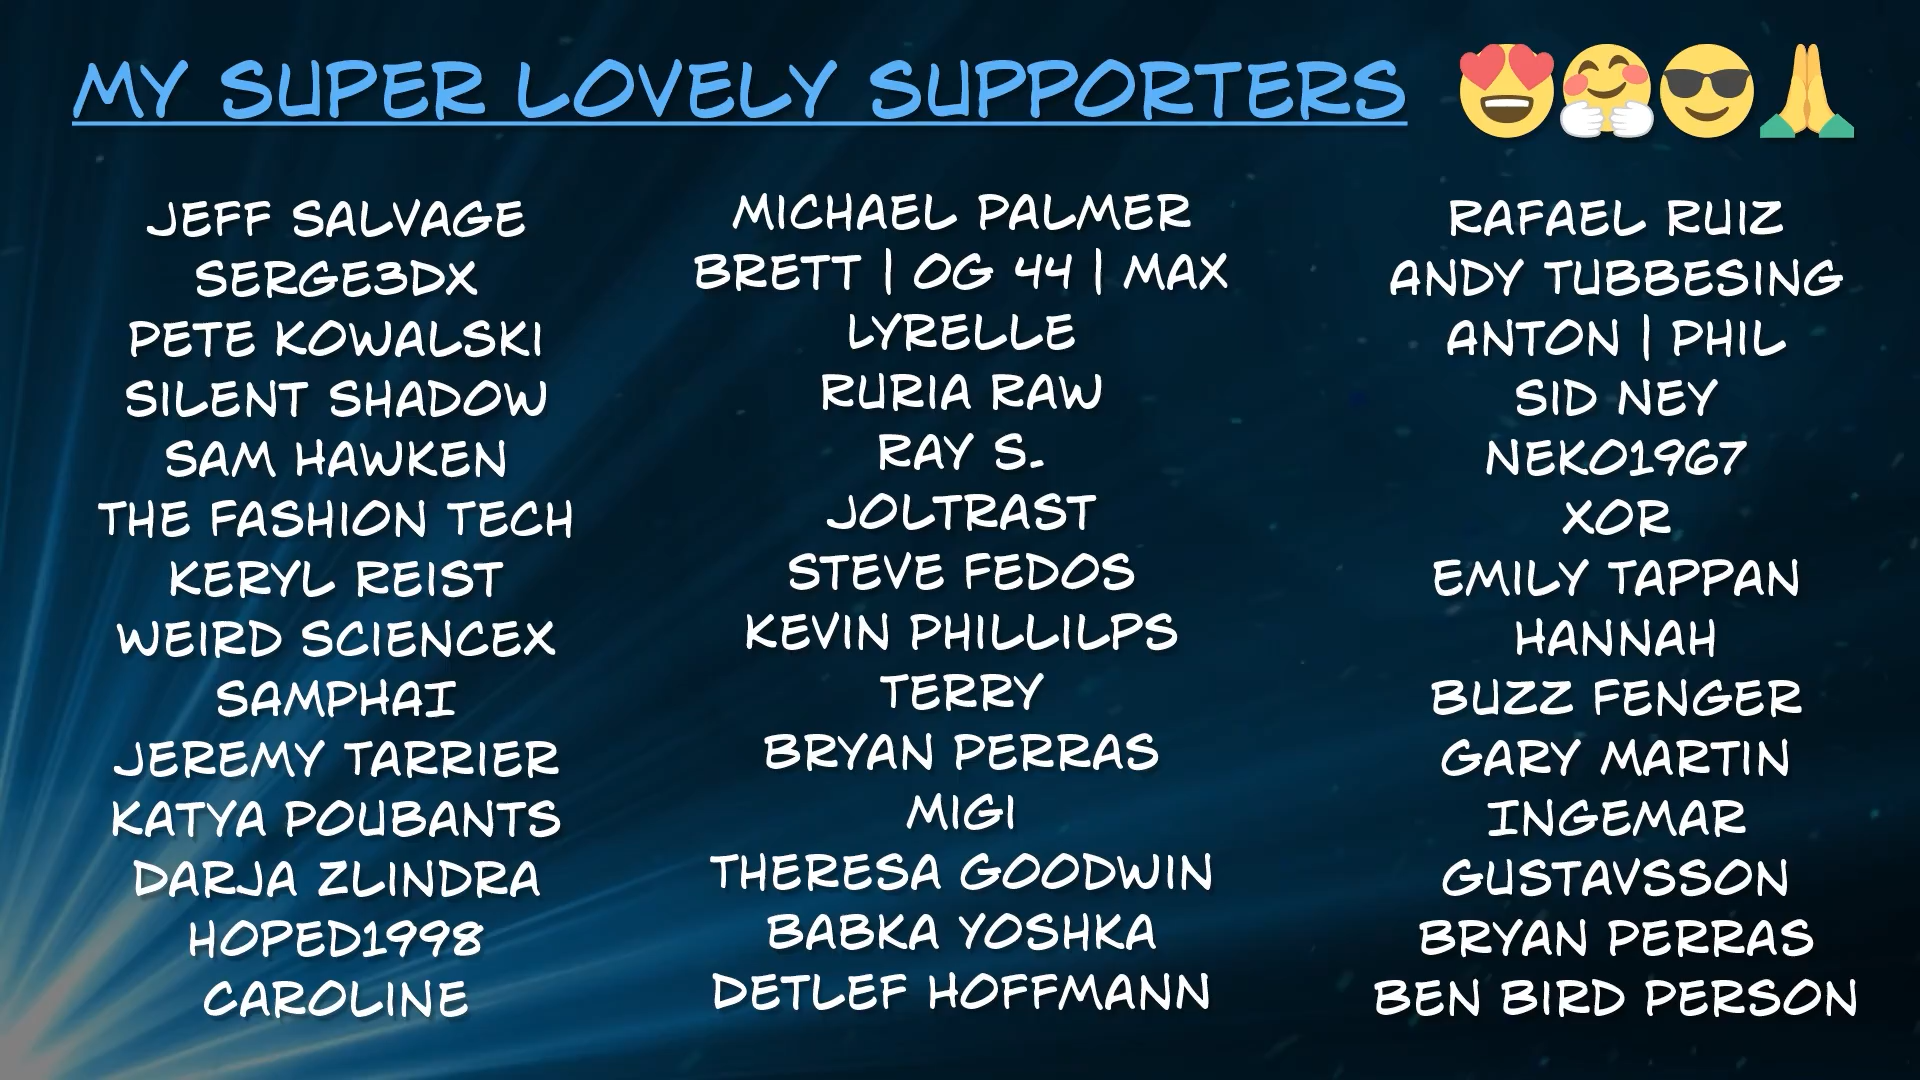 MY SUPER LOVELY SUPPORTERS 😍🤗😎🙏
JEFF SALVAGE
SERGE3DX
PETE KOWALSKI
SILENT SHADOW
SAM HAWKEN
THE FASHION TECH
KERYL REIST
WEIRD SCIENCEX
SAMPHAI
JEREMY TARRIER
KATYA POUBANTS
DARJA ZLINDRA
HOPED1998
CAROLINE
MICHAEL PALMER
BRETT | OG 44 | MAX
LYRELLE
RURIA RAW
RAY S.
JOLTRAST
STEVE FEDOS
KEVIN PHILLILPS
TERRY
BRYAN PERRAS
MIGI
THERESA GOODWIN
BABKA YOSHKA
DETLEF HOFFMANN
RAFAEL RUIZ
ANDY TUBBESING
ANTON | PHIL
SID NEY
NEKO1967
XOR
EMILY TAPPAN
HANNAH
BUZZ FENGER
GARY MARTIN
INGEMAR
GUSTAVSSON
BRYAN PERRAS
BEN BIRD PERSON